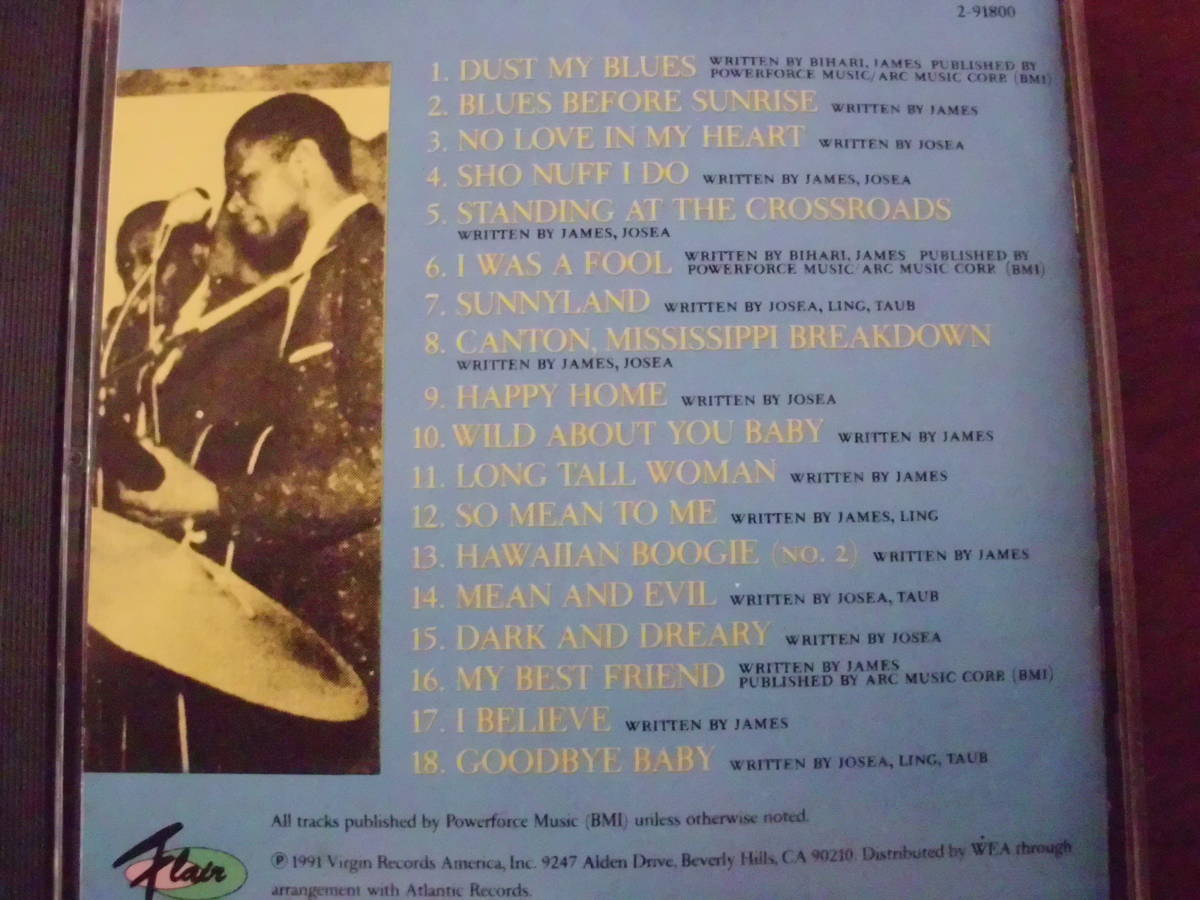 2-91800
1. DUST MY BLUES WRITTEN BY BIHARI, JAMES PUBLISHED BY
POWERFORCE MUSIC/ARC MUSIC CORP. (BMI)
2. BLUES BEFORE SUNRISE WRITTEN BY JAMES
3. NO LOVE IN MY HEART WRITTEN BY JOSEA
4. SHO NUFF I DO WRITTEN BY JAMES, JOSEA
5. STANDING AT THE CROSSROADS
WRITTEN BY JAMES, JOSEA
6. I WAS A FOOL WRITTEN BY BIHARI, JAMES PUBLISHED BY
POWERFORCE MUSIC/ARC MUSIC CORP. (BMI)
7. SUNNYLAND WRITTEN BY JOSEA, LING, TAUB
8. CANTON, MISSISSIPPI BREAKDOWN
WRITTEN BY JAMES, JOSEA
9. HAPPY HOME WRITTEN BY JOSEA
10. WILD ABOUT YOU BABY WRITTEN BY JAMES
11. LONG TALL WOMAN WRITTEN BY JAMES
12. SO MEAN TO ME WRITTEN BY JAMES, LING
13. HAWAIIAN BOOGIE (NO. 2) WRITTEN BY JAMES
14. MEAN AND EVIL WRITTEN BY JOSEA, TAUB
15. DARK AND DREARY WRITTEN BY JOSEA
16. MY BEST FRIEND WRITTEN BY JAMES
PUBLISHED BY ARC MUSIC CORP. (BMI)
17. I BELIEVE WRITTEN BY JAMES
18. GOODBYE BABY WRITTEN BY JOSEA, LING, TAUB
All tracks published by Powerforce Music (BMI) unless otherwise noted.
Flair
℗ 1991 Virgin Records America, Inc. 9247 Alden Drive, Beverly Hills, CA 90210. Distributed by WEA through
arrangement with Atlantic Records.